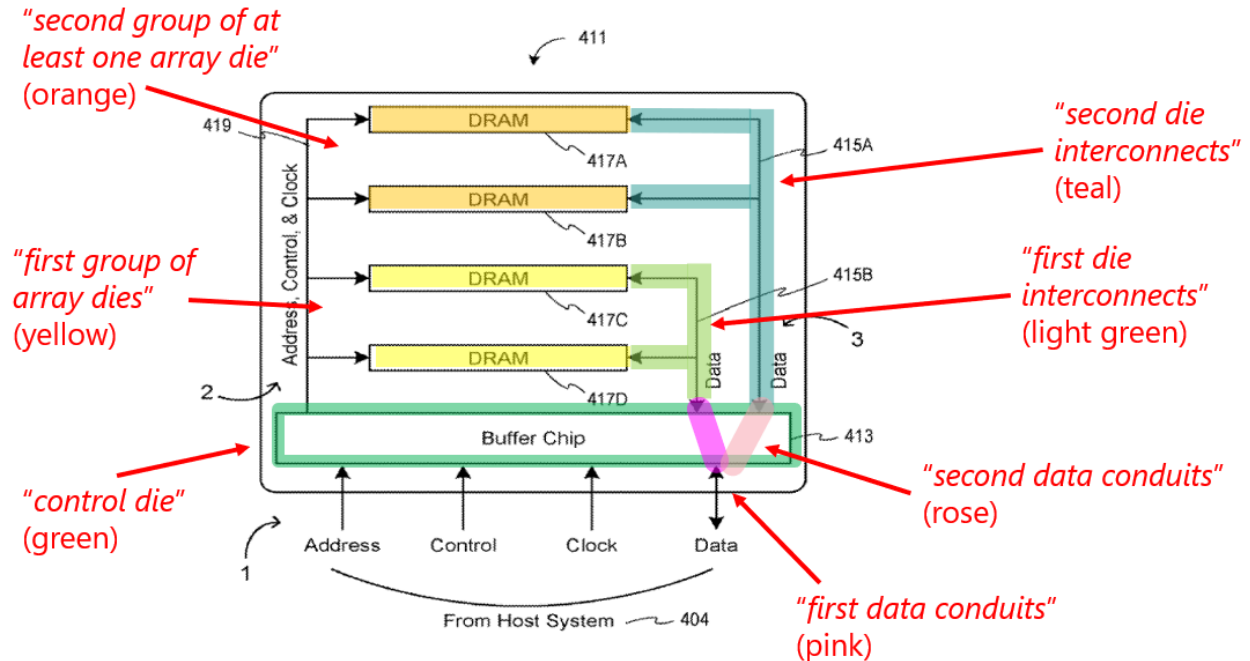 "second group of at
least one array die"
(orange)
411
419
DRAM
417A
415A
"second die
interconnects"
(teal)
DRAM
417B
Address, Control, & Clock
"first group of
array dies"
(yellow)
DRAM
417C
415B
"first die
interconnects"
(light green)
3
DRAM
417D
Data
Data
2
Buffer Chip
413
"control die"
(green)
"second data conduits"
(rose)
1
Address
Control
Clock
Data
"first data conduits"
(pink)
From Host System
404